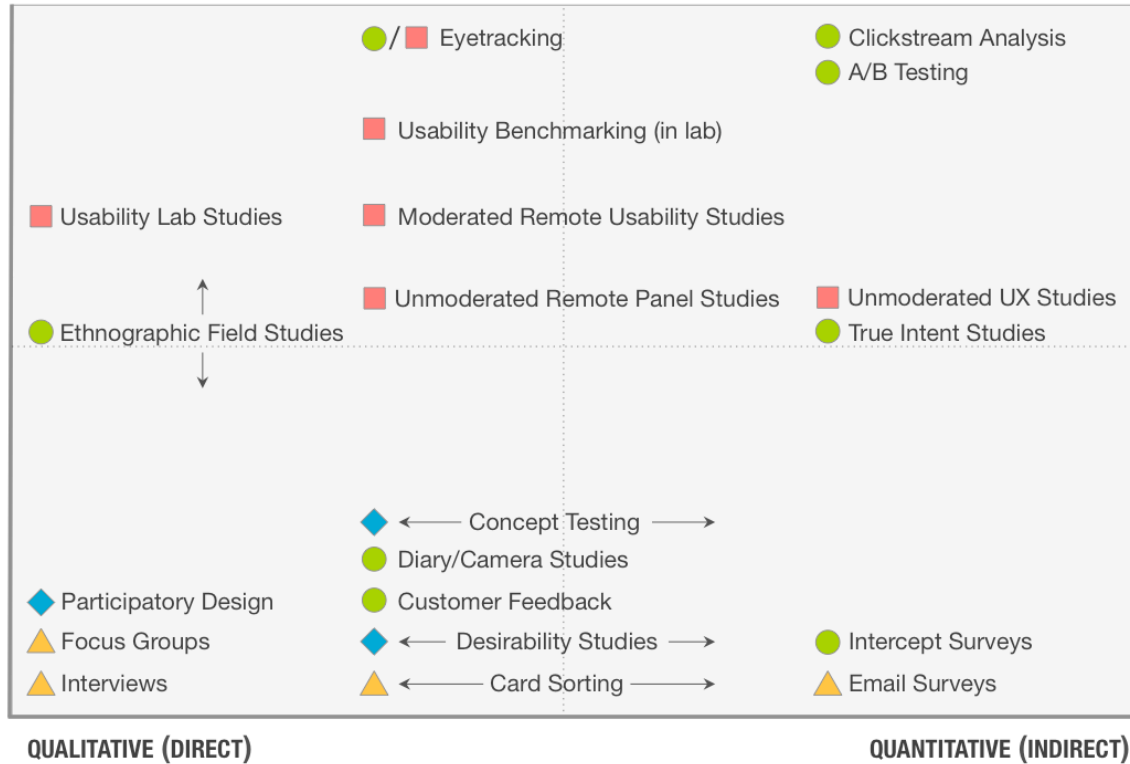 / Eyetracking
Clickstream Analysis
A/B Testing
Usability Benchmarking (in lab)
Usability Lab Studies
Moderated Remote Usability Studies
Unmoderated Remote Panel Studies
Unmoderated UX Studies
Ethnographic Field Studies
True Intent Studies
Concept Testing
Diary/Camera Studies
Participatory Design
Customer Feedback
Focus Groups
Desirability Studies
Intercept Surveys
Interviews
Card Sorting
Email Surveys
QUALITATIVE (DIRECT)
QUANTITATIVE (INDIRECT)